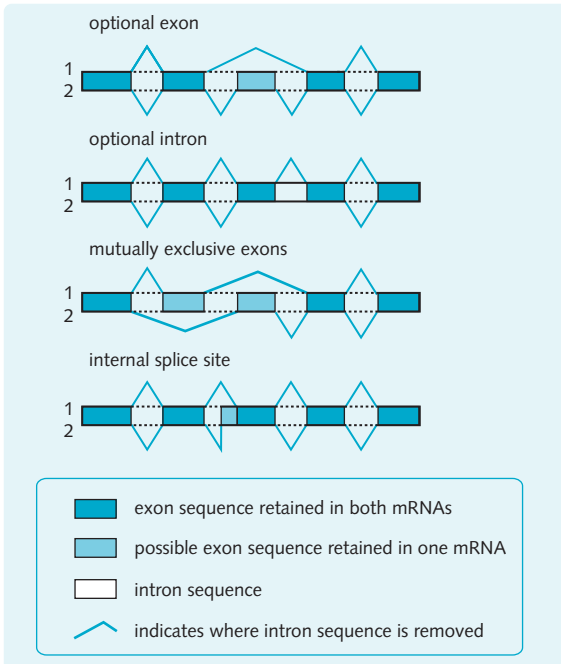 optional exon
1
2
optional intron
1
2
mutually exclusive exons
1
2
internal splice site
1
2
exon sequence retained in both mRNAs
possible exon sequence retained in one mRNA
intron sequence
indicates where intron sequence is removed